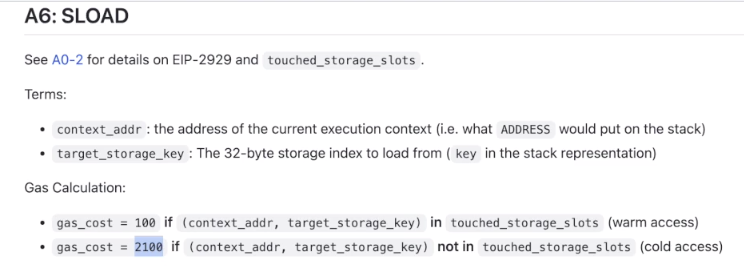 A6: SLOAD
See A0-2 for details on EIP-2929 and touched_storage_slots .
Terms:
• context_addr : the address of the current execution context (i.e. what ADDRESS would put on the stack)
• target_storage_key : The 32-byte storage index to load from ( key in the stack representation)
Gas Calculation:
• gas_cost = 100 if (context_addr, target_storage_key) in touched_storage_slots (warm access)
• gas_cost = 2100 if (context_addr, target_storage_key) not in touched_storage_slots (cold access)